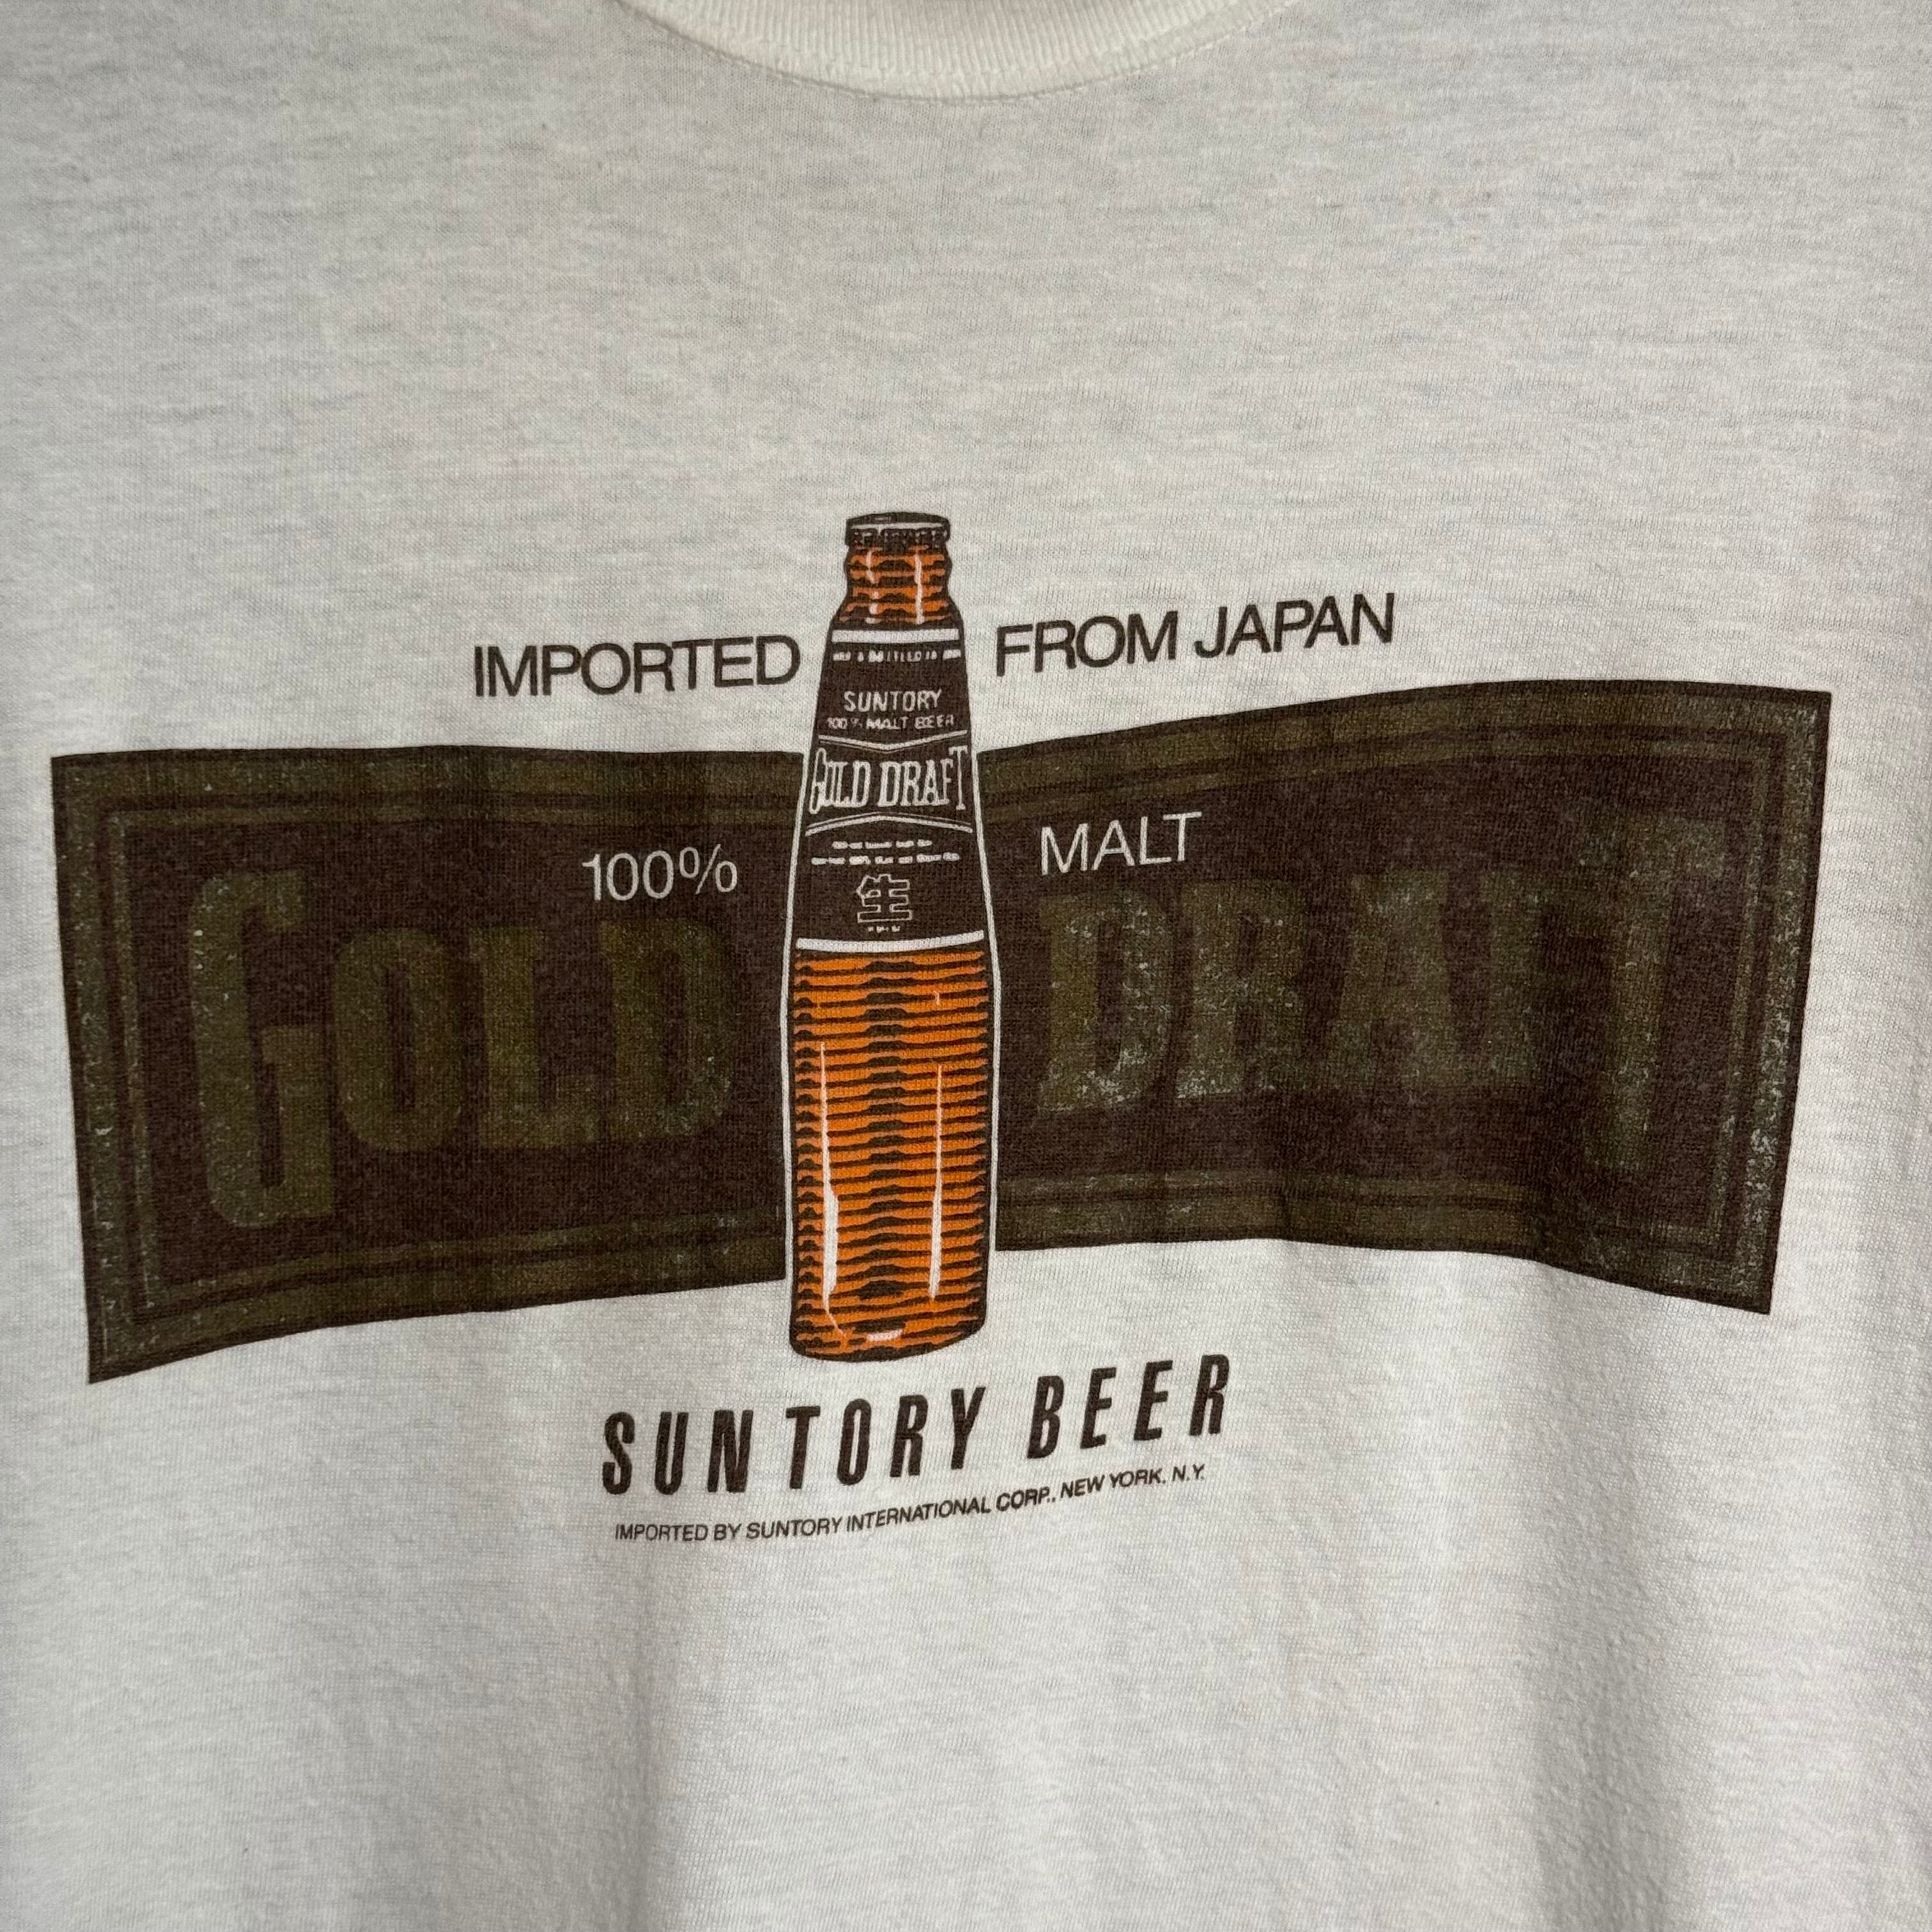 IMPORTED FROM JAPAN
SUNTORY
100% MALT BEER
GOLD DRAFT
生
100% MALT
GOLD DRAFT
SUNTORY BEER
IMPORTED BY SUNTORY INTERNATIONAL CORP., NEW YORK, N.Y.